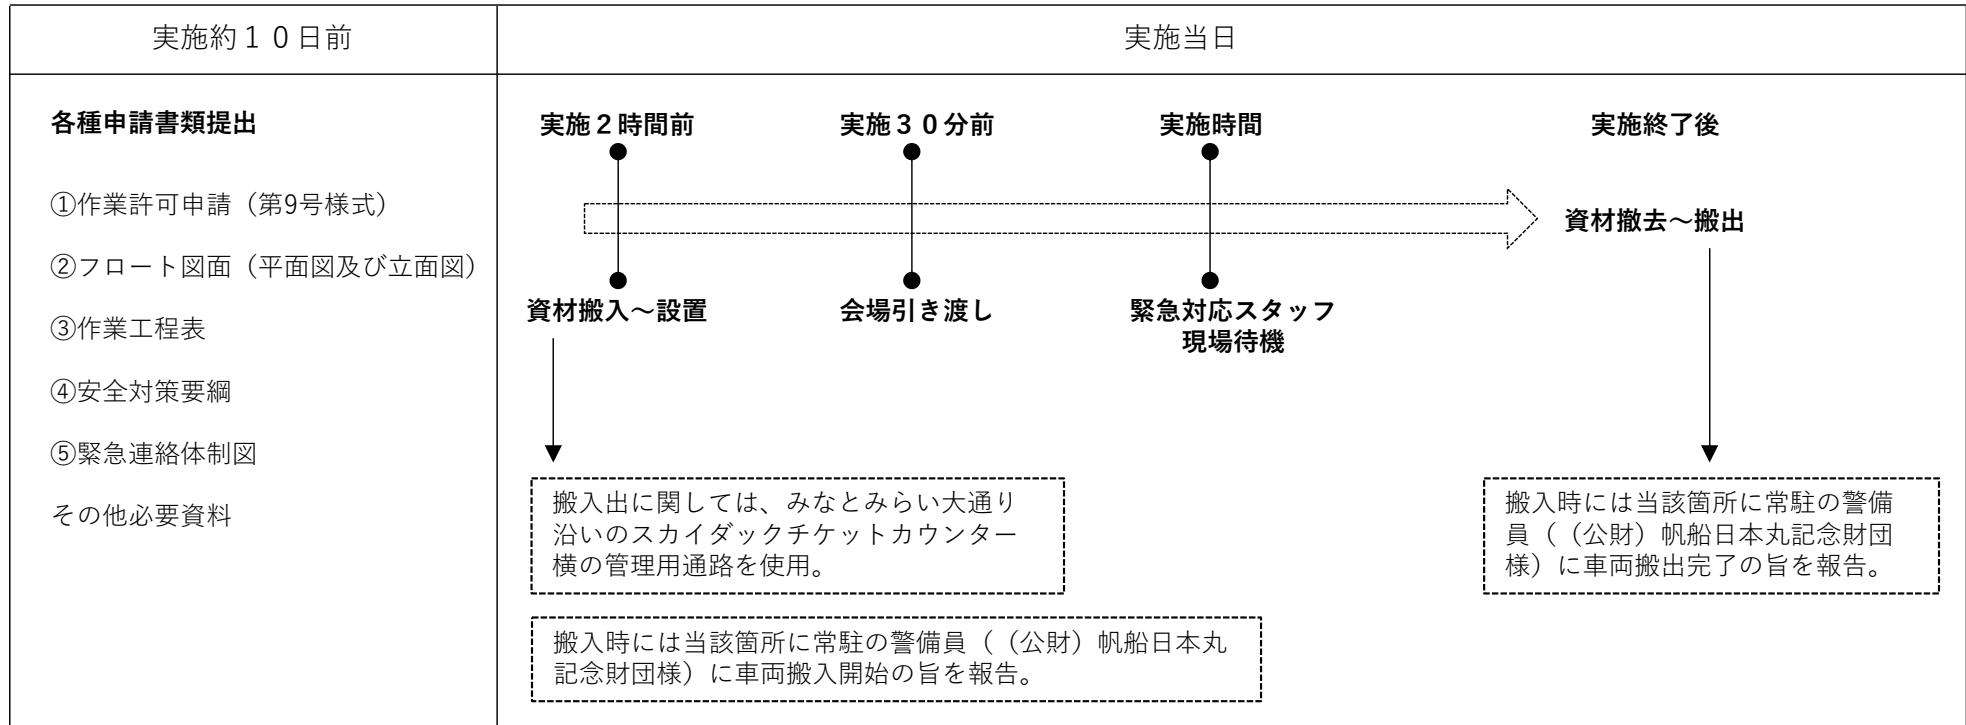 実施約１０日前
実施当日
各種申請書類提出
①作業許可申請（第9号様式）
②フロート図面（平面図及び立面図）
③作業工程表
④安全対策要綱
⑤緊急連絡体制図
その他必要資料
実施２時間前
実施３０分前
実施時間
実施終了後
資材搬入～設置
会場引き渡し
緊急対応スタッフ
現場待機
資材撤去～搬出
搬入出に関しては、みなとみらい大通り
沿いのスカイダックチケットカウンター
横の管理用通路を使用。
搬入時には当該箇所に常駐の警備員（（公財）帆船日本丸
記念財団様）に車両搬入開始の旨を報告。
搬入時には当該箇所に常駐の警備
員（（公財）帆船日本丸記念財団
様）に車両搬出完了の旨を報告。